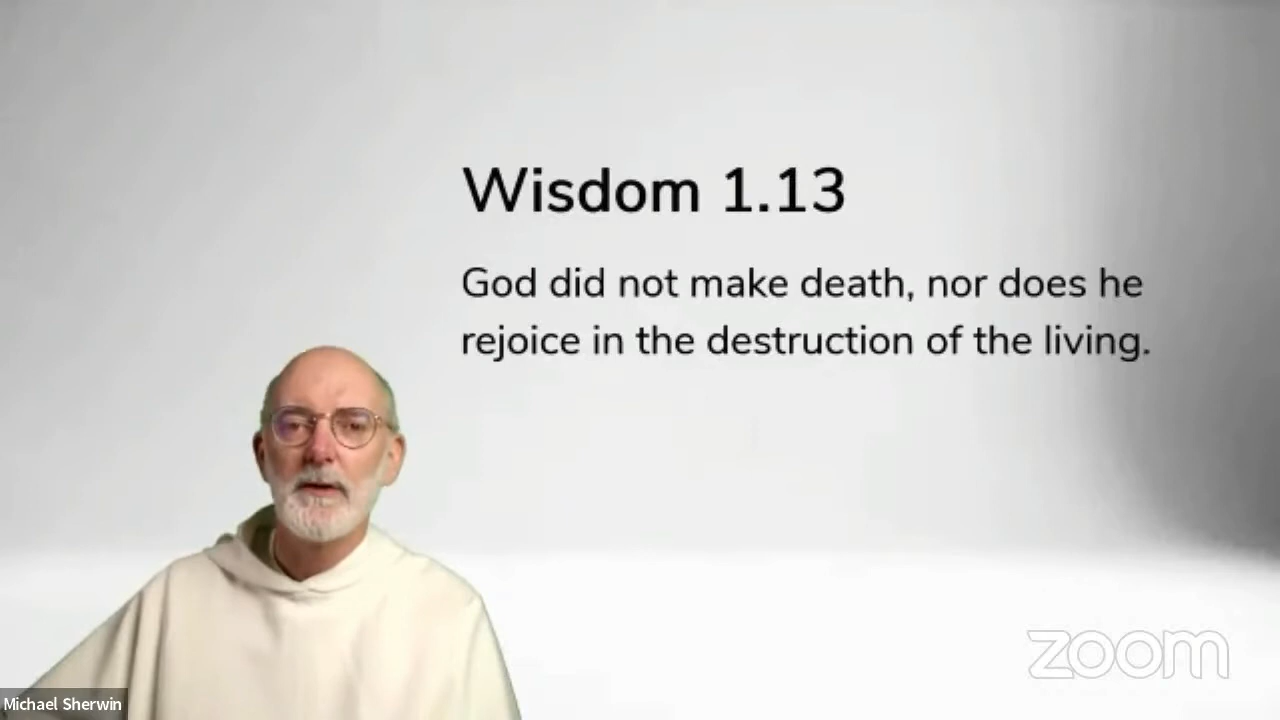 Wisdom 1.13
God did not make death, nor does he
rejoice in the destruction of the living.
zoom
Michael Sherwin